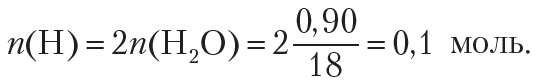 n(H) = 2n(H₂O) = 2 0,90/18 = 0,1 моль.